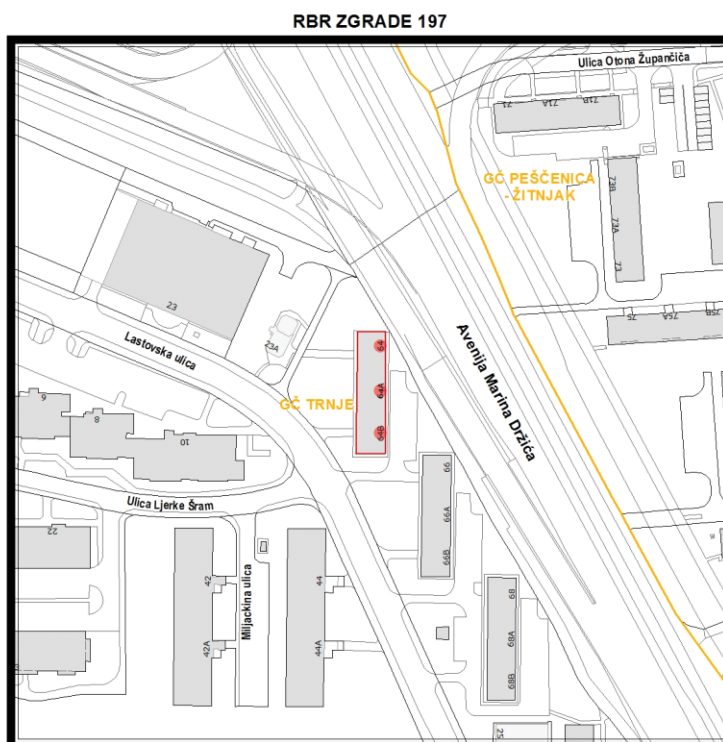 RBR ZGRADE 197
Ulica Otona Župančića
71
71A
71B
GČ PEŠČENICA
- ŽITNJAK
73B
73A
73
75
75A
75B
23
23A
Lastovska ulica
Avenija Marina Držića
64
64A
64B
GČ TRNJE
6
8
10
Ulica Ljerke Šram
66
66A
66B
22
42
42A
Miljackina ulica
44
44A
68
68A
68B
25